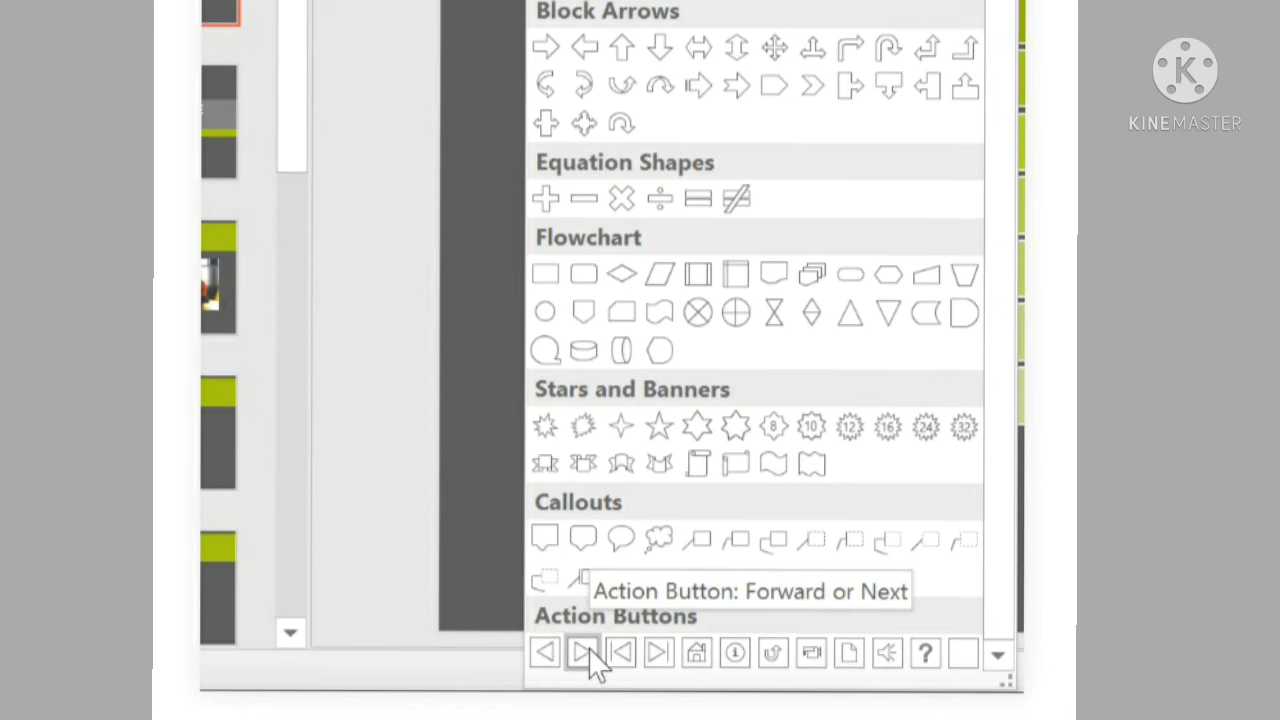 Block Arrows
K
KINEMASTER
Equation Shapes
Flowchart
Stars and Banners
8 10 12 16 24 32
Callouts
Action Button: Forward or Next
Action Buttons
?